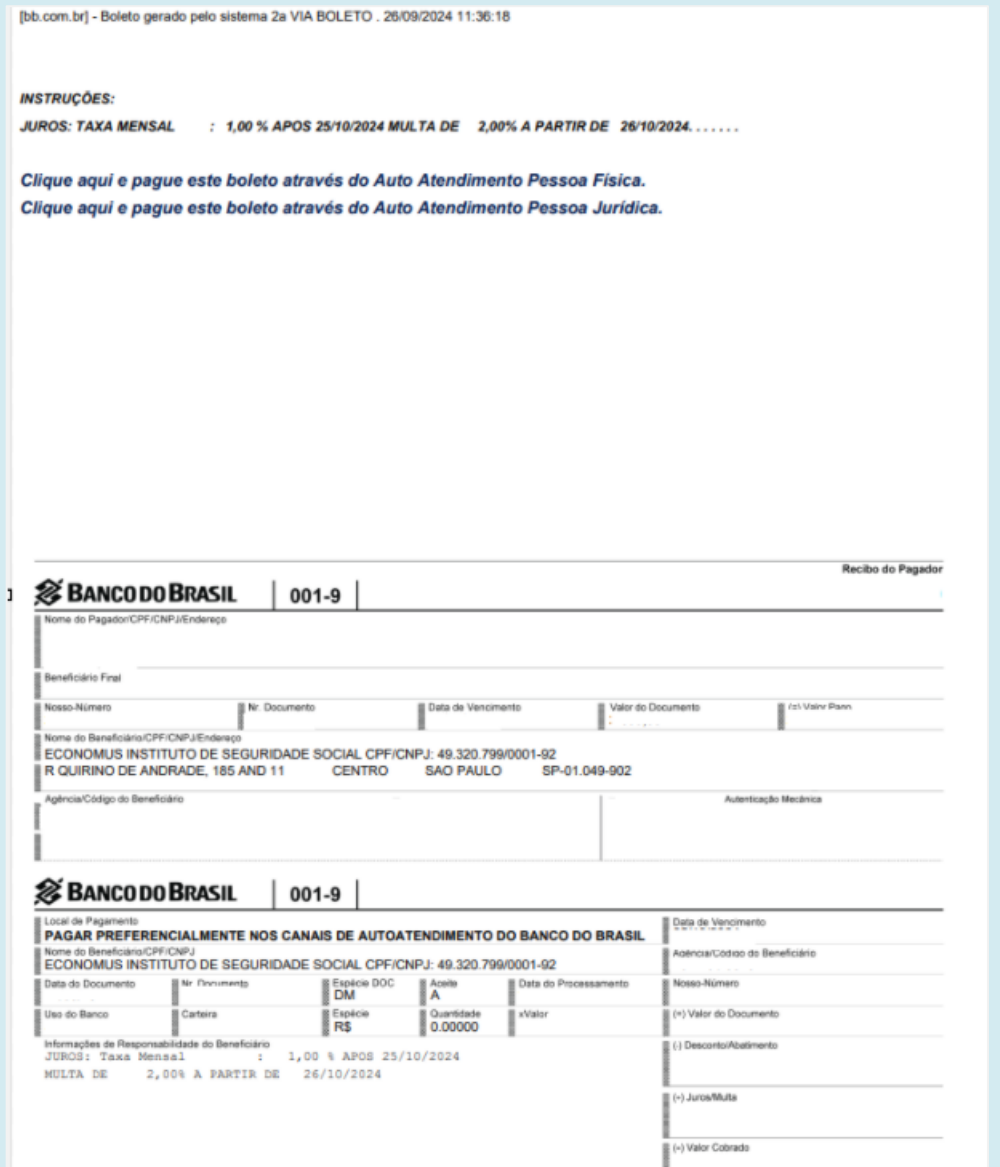 [bb.com.br] - Boleto gerado pelo sistema 2a VIA BOLETO . 26/09/2024 11:36:18
INSTRUÇÕES:
JUROS: TAXA MENSAL : 1,00 % APOS 25/10/2024 MULTA DE 2,00% A PARTIR DE 26/10/2024. . . . . . .
Clique aqui e pague este boleto através do Auto Atendimento Pessoa Física.
Clique aqui e pague este boleto através do Auto Atendimento Pessoa Jurídica.
Recibo do Pagador
BANCO DO BRASIL 001-9
Nome do Pagador/CPF/CNPJ/Endereço
Beneficiário Final
Nosso-Número Nr. Documento Data de Vencimento Valor do Documento (=) Valor Pago
Nome do Beneficiário/CPF/CNPJ/Endereço
ECONOMUS INSTITUTO DE SEGURIDADE SOCIAL CPF/CNPJ: 49.320.799/0001-92
R QUIRINO DE ANDRADE, 185 AND 11 CENTRO SAO PAULO SP-01.049-902
Agência/Código do Beneficiário Autenticação Mecânica
BANCO DO BRASIL 001-9
Local de Pagamento Data de Vencimento
PAGAR PREFERENCIALMENTE NOS CANAIS DE AUTOATENDIMENTO DO BANCO DO BRASIL
Nome do Beneficiário/CPF/CNPJ Agência/Código do Beneficiário
ECONOMUS INSTITUTO DE SEGURIDADE SOCIAL CPF/CNPJ: 49.320.799/0001-92
Data do Documento Nr. Documento Espécie DOC Aceite Data do Processamento Nosso-Número
DM A
Uso do Banco Carteira Espécie Quantidade xValor (=) Valor do Documento
R$ 0.00000
Informações de Responsabilidade do Beneficiário (-) Desconto/Abatimento
JUROS: Taxa Mensal : 1,00 % APOS 25/10/2024
MULTA DE 2,00% A PARTIR DE 26/10/2024
(+) Juros/Multa
(=) Valor Cobrado